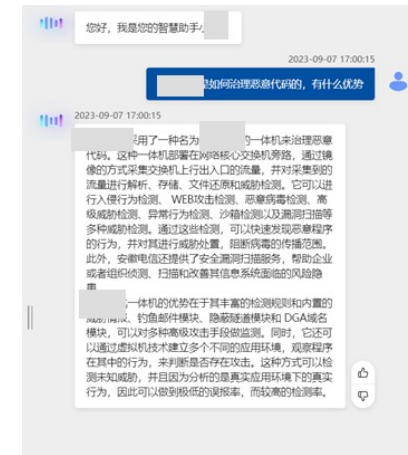 您好，我是您的智慧助手
2023-09-07 17:00:15
是如何治理恶意代码的，有什么优势
2023-09-07 17:00:15
采用了一种名为 的一体机来治理恶意
代码。这种一体机部署在网络核心交换机旁路，通过镜
像的方式采集交换机上行出入口的流量，并对采集到的
流量进行解析、存储、文件还原和威胁检测。它可以进
行入侵行为检测、WEB攻击检测、恶意病毒检测、高
级威胁检测、异常行为检测、沙箱检测以及漏洞扫描等
多种威胁检测。通过这些检测，可以快速发现恶意程序
的行为，并对其进行威胁处置，阻断病毒的传播范围。
此外，安徽电信还提供了安全漏洞扫描服务，帮助企业
或者组织侦测、扫描和改善其信息系统面临的风险隐
患
一体机的优势在于其丰富的检测规则和内置的
威胁情报、钓鱼邮件模块、隐蔽隧道模块和 DGA域名
模块，可以对多种高级攻击手段做监测。同时，它还可
以通过虚拟机技术建立多个不同的应用环境，观察程序
在其中的行为，来判断是否存在攻击。这种方式可以检
测未知威胁，并且因为分析的是真实应用环境下的真实
行为，因此可以做到极低的误报率，而较高的检测率。